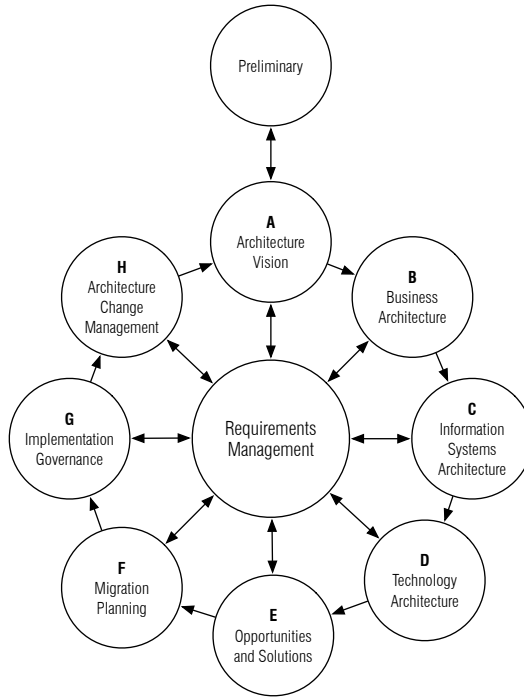 Preliminary
A
Architecture
Vision
B
Business
Architecture
C
Information
Systems
Architecture
D
Technology
Architecture
E
Opportunities
and Solutions
F
Migration
Planning
G
Implementation
Governance
H
Architecture
Change
Management
Requirements
Management